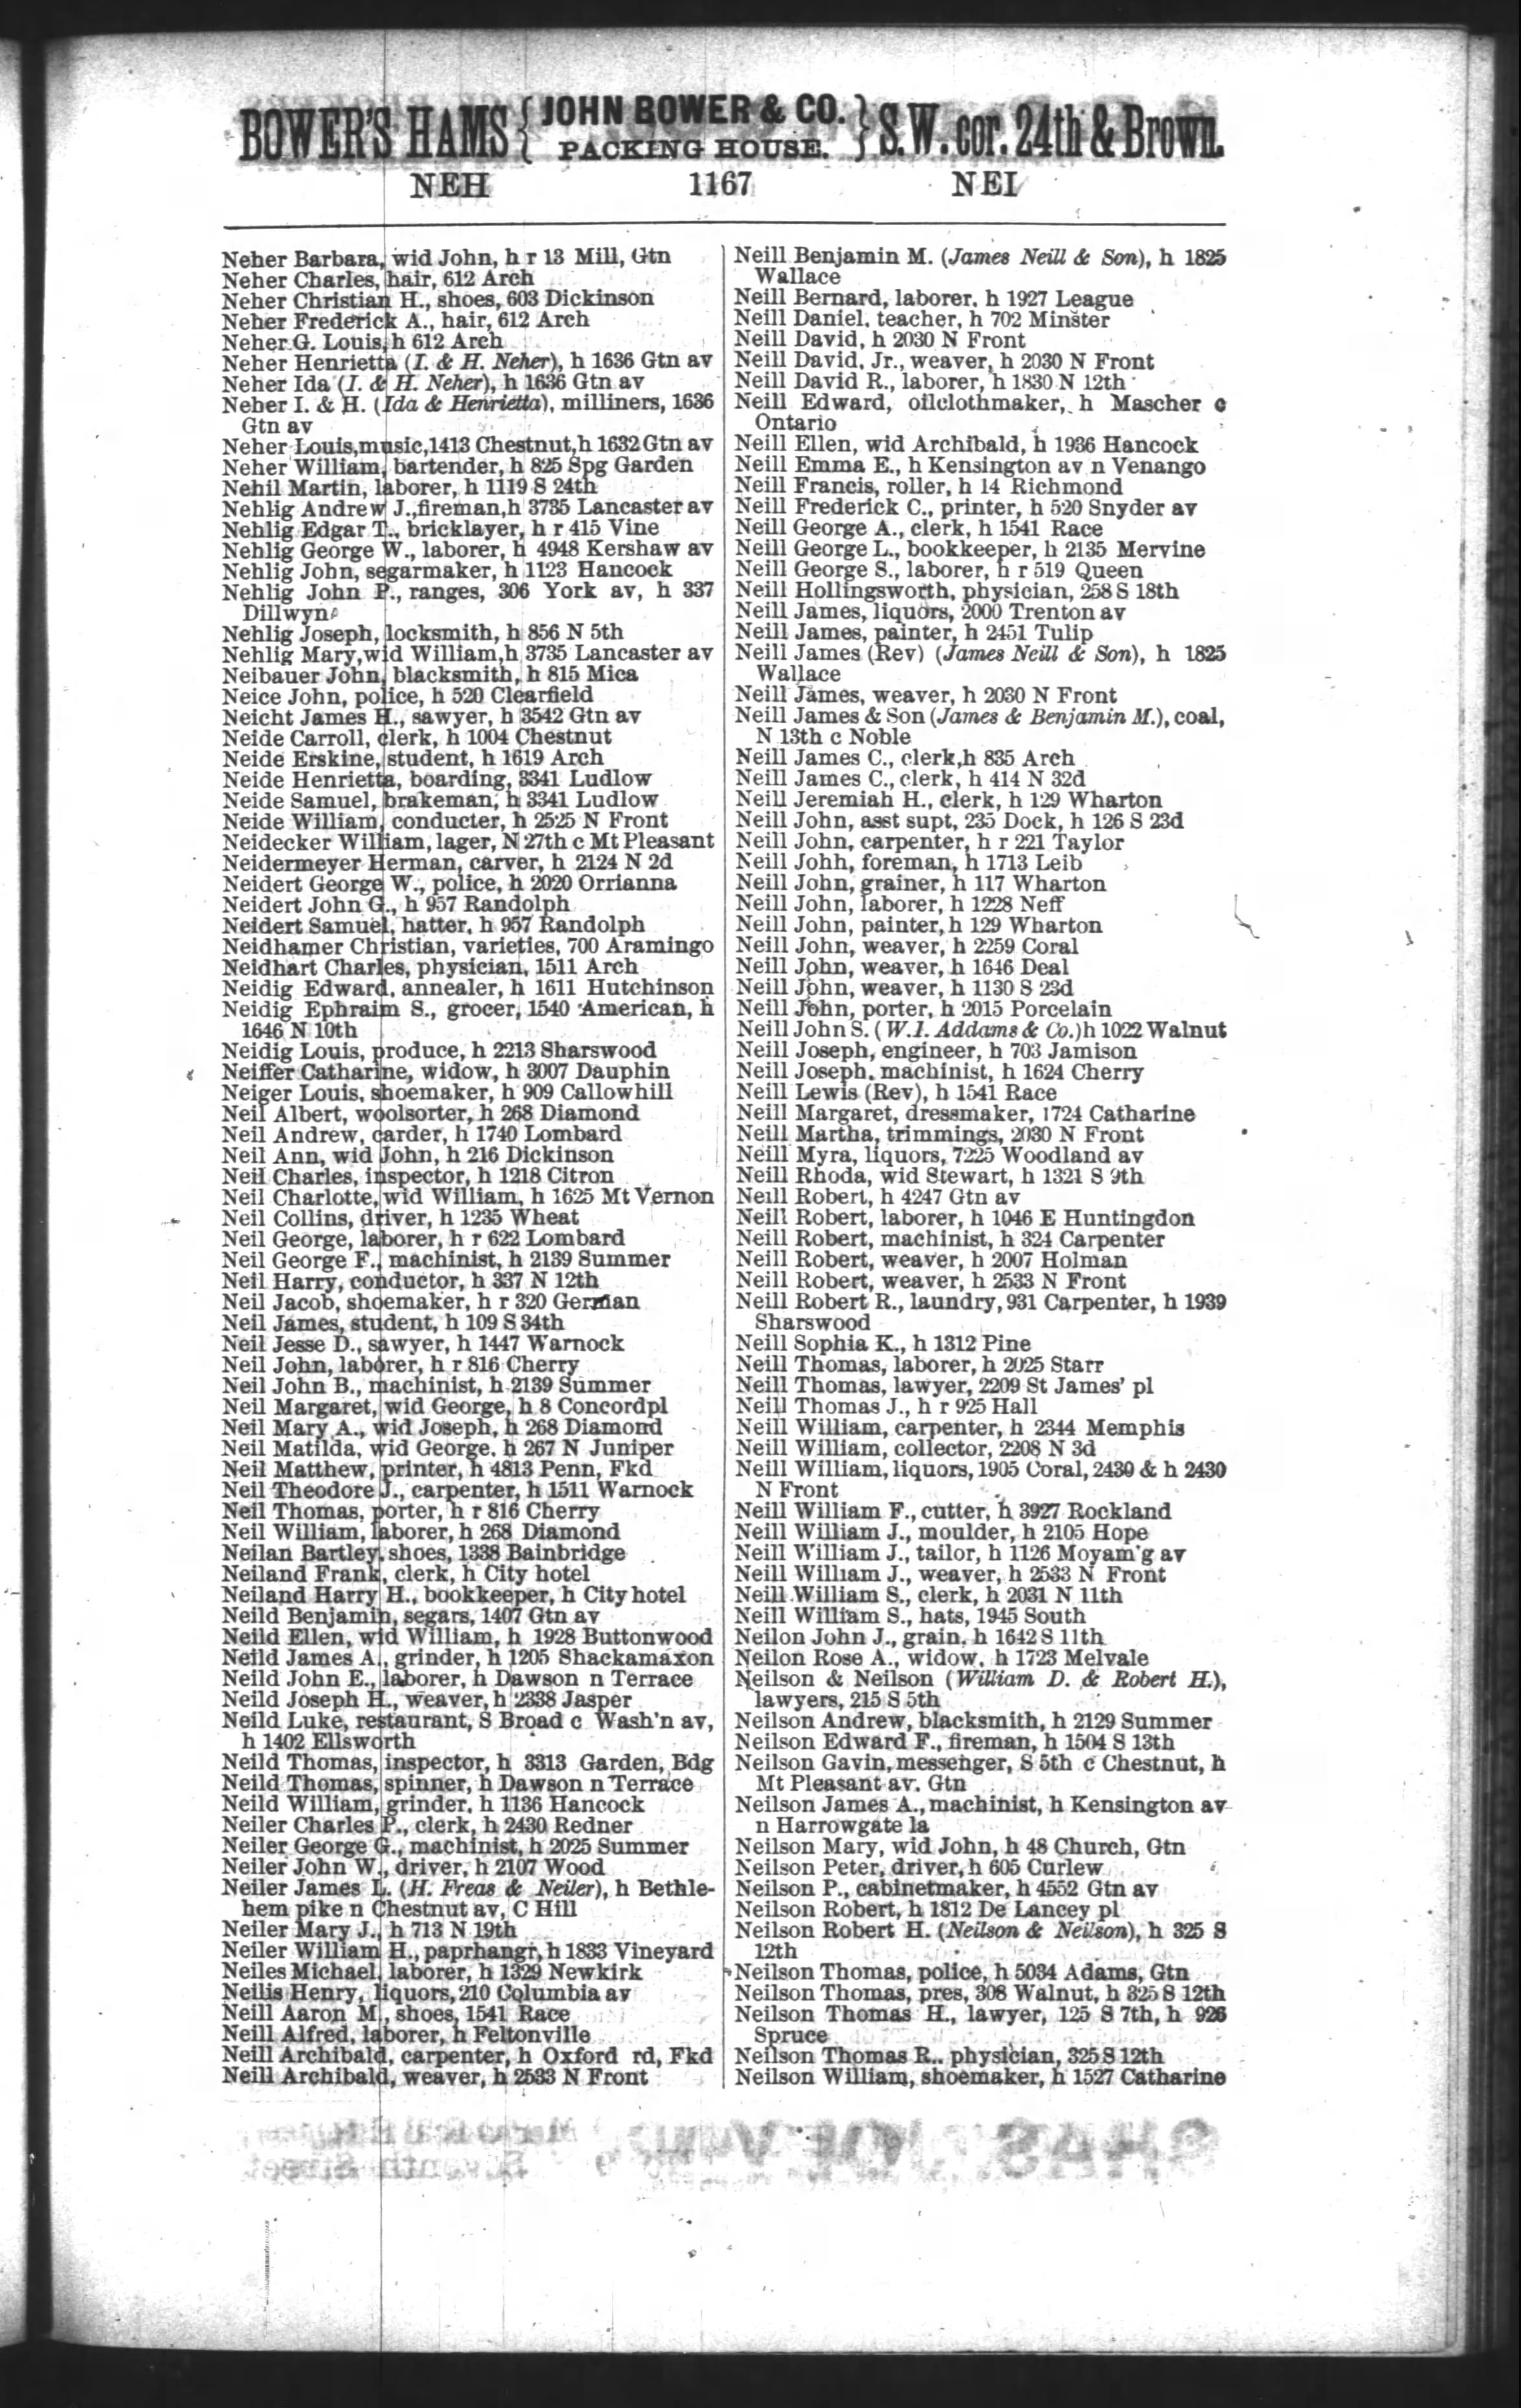 BOWER'S HAMS { JOHN BOWER & CO. PACKING HOUSE. } S.W. cor. 24th & Brown.
NEH 1167 NEI
Neher Barbara, wid John, h r 13 Mill, Gtn
Neher Charles, hair, 612 Arch
Neher Christian H., shoes, 603 Dickinson
Neher Frederick A., hair, 612 Arch
Neher G. Louis, h 612 Arch
Neher Henrietta (I. & H. Neher), h 1636 Gtn av
Neher Ida (I. & H. Neher), h 1636 Gtn av
Neher I. & H. (Ida & Henrietta), milliners, 1636
Gtn av
Neher Louis, music, 1413 Chestnut, h 1632 Gtn av
Neher William, bartender, h 825 Spg Garden
Nehil Martin, laborer, h 1119 S 24th
Nehlig Andrew J., fireman, h 3735 Lancaster av
Nehlig Edgar T., bricklayer, h r 415 Vine
Nehlig George W., laborer, h 4948 Kershaw av
Nehlig John, segarmaker, h 1123 Hancock
Nehlig John P., ranges, 306 York av, h 337
Dillwyn
Nehlig Joseph, locksmith, h 856 N 5th
Nehlig Mary, wid William, h 3735 Lancaster av
Neibauer John, blacksmith, h 815 Mica
Neice John, police, h 520 Clearfield
Neicht James H., sawyer, h 3542 Gtn av
Neide Carroll, clerk, h 1004 Chestnut
Neide Erskine, student, h 1619 Arch
Neide Henrietta, boarding, 3341 Ludlow
Neide Samuel, brakeman, h 3341 Ludlow
Neide William, conducter, h 2525 N Front
Neidecker William, lager, N 27th c Mt Pleasant
Neidermeyer Herman, carver, h 2124 N 2d
Neidert George W., police, h 2020 Orrianna
Neidert John G., h 957 Randolph
Neidert Samuel, hatter, h 957 Randolph
Neidhamer Christian, varieties, 700 Aramingo
Neidhart Charles, physician, 1511 Arch
Neidig Edward, annealer, h 1611 Hutchinson
Neidig Ephraim S., grocer, 1540 American, h
1646 N 10th
Neidig Louis, produce, h 2213 Sharswood
Neiffer Catharine, widow, h 3007 Dauphin
Neiger Louis, shoemaker, h 909 Callowhill
Neil Albert, woolsorter, h 268 Diamond
Neil Andrew, carder, h 1740 Lombard
Neil Ann, wid John, h 216 Dickinson
Neil Charles, inspector, h 1218 Citron
Neil Charlotte, wid William, h 1625 Mt Vernon
Neil Collins, driver, h 1235 Wheat
Neil George, laborer, h r 622 Lombard
Neil George F., machinist, h 2139 Summer
Neil Harry, conductor, h 337 N 12th
Neil Jacob, shoemaker, h r 320 German
Neil James, student, h 109 S 34th
Neil Jesse D., sawyer, h 1447 Warnock
Neil John, laborer, h r 816 Cherry
Neil John B., machinist, h 2139 Summer
Neil Margaret, wid George, h 8 Concord pl
Neil Mary A., wid Joseph, h 268 Diamond
Neil Matilda, wid George, h 267 N Juniper
Neil Matthew, printer, h 4813 Penn, Fkd
Neil Theodore J., carpenter, h 1511 Warnock
Neil Thomas, porter, h r 816 Cherry
Neil William, laborer, h 268 Diamond
Neilan Bartley, shoes, 1338 Bainbridge
Neiland Frank, clerk, h City hotel
Neiland Harry H., bookkeeper, h City hotel
Neild Benjamin, segars, 1407 Gtn av
Neild Ellen, wid William, h 1928 Buttonwood
Neild James A., grinder, h 1205 Shackamaxon
Neild John E., laborer, h Dawson n Terrace
Neild Joseph H., weaver, h 2338 Jasper
Neild Luke, restaurant, S Broad c Wash'n av,
h 1402 Ellsworth
Neild Thomas, inspector, h 3313 Garden, Bdg
Neild Thomas, spinner, h Dawson n Terrace
Neild William, grinder, h 1136 Hancock
Neiler Charles P., clerk, h 2430 Redner
Neiler George G., machinist, h 2025 Summer
Neiler John W., driver, h 2107 Wood
Neiler James L. (H. Freas & Neiler), h Bethle-
hem pike n Chestnut av, C Hill
Neiler Mary J., h 713 N 19th
Neiler William H., paprhangr, h 1833 Vineyard
Neiles Michael, laborer, h 1329 Newkirk
Neilis Henry, liquors, 210 Columbia av
Neill Aaron M., shoes, 1541 Race
Neill Alfred, laborer, h Feltonville
Neill Archibald, carpenter, h Oxford rd, Fkd
Neill Archibald, weaver, h 2533 N Front
Neill Benjamin M. (James Neill & Son), h 1825
Wallace
Neill Bernard, laborer, h 1927 League
Neill Daniel, teacher, h 702 Minster
Neill David, h 2030 N Front
Neill David, Jr., weaver, h 2030 N Front
Neill David R., laborer, h 1830 N 12th
Neill Edward, oilclothmaker, h Mascher c
Ontario
Neill Ellen, wid Archibald, h 1936 Hancock
Neill Emma E., h Kensington av n Venango
Neill Francis, roller, h 14 Richmond
Neill Frederick C., printer, h 520 Snyder av
Neill George A., clerk, h 1541 Race
Neill George L., bookkeeper, h 2135 Mervine
Neill George S., laborer, h r 519 Queen
Neill Hollingsworth, physician, 258 S 18th
Neill James, liquors, 2000 Trenton av
Neill James, painter, h 2451 Tulip
Neill James (Rev) (James Neill & Son), h 1825
Wallace
Neill James, weaver, h 2030 N Front
Neill James & Son (James & Benjamin M.), coal,
N 13th c Noble
Neill James C., clerk, h 835 Arch
Neill James C., clerk, h 414 N 32d
Neill Jeremiah H., clerk, h 129 Wharton
Neill John, asst supt, 235 Dock, h 126 S 23d
Neill John, carpenter, h r 221 Taylor
Neill Johh, foreman, h 1713 Leib
Neill John, grainer, h 117 Wharton
Neill John, laborer, h 1228 Neff
Neill John, painter, h 129 Wharton
Neill John, weaver, h 2259 Coral
Neill John, weaver, h 1646 Deal
Neill John, weaver, h 1130 S 23d
Neill John, porter, h 2015 Porcelain
Neill John S. (W.I. Addams & Co.) h 1022 Walnut
Neill Joseph, engineer, h 703 Jamison
Neill Joseph, machinist, h 1624 Cherry
Neill Lewis (Rev), h 1541 Race
Neill Margaret, dressmaker, 1724 Catharine
Neill Martha, trimmings, 2030 N Front
Neill Myra, liquors, 7225 Woodland av
Neill Rhoda, wid Stewart, h 1321 S 9th
Neill Robert, h 4247 Gtn av
Neill Robert, laborer, h 1046 E Huntingdon
Neill Robert, machinist, h 324 Carpenter
Neill Robert, weaver, h 2007 Holman
Neill Robert, weaver, h 2533 N Front
Neill Robert R., laundry, 931 Carpenter, h 1939
Sharswood
Neill Sophia K., h 1312 Pine
Neill Thomas, laborer, h 2025 Starr
Neill Thomas, lawyer, 2209 St James' pl
Neill Thomas J., h r 925 Hall
Neill William, carpenter, h 2344 Memphis
Neill William, collector, 2208 N 3d
Neill William, liquors, 1905 Coral, 2430 & h 2430
N Front
Neill William F., cutter, h 3927 Rockland
Neill William J., moulder, h 2105 Hope
Neill William J., tailor, h 1126 Moyam'g av
Neill William J., weaver, h 2533 N Front
Neill William S., clerk, h 2031 N 11th
Neill William S., hats, 1945 South
Neilon John J., grain, h 1642 S 11th
Neilon Rose A., widow, h 1723 Melvale
Neilson & Neilson (William D. & Robert H.),
lawyers, 215 S 5th
Neilson Andrew, blacksmith, h 2129 Summer
Neilson Edward F., fireman, h 1504 S 13th
Neilson Gavin, messenger, S 5th c Chestnut, h
Mt Pleasant av, Gtn
Neilson James A., machinist, h Kensington av
n Harrowgate la
Neilson Mary, wid John, h 48 Church, Gtn
Neilson Peter, driver, h 605 Curlew
Neilson P., cabinetmaker, h 4552 Gtn av
Neilson Robert, h 1812 De Lancey pl
Neilson Robert H. (Neilson & Neilson), h 325 S
12th
Neilson Thomas, police, h 5034 Adams, Gtn
Neilson Thomas, pres, 308 Walnut, h 325 S 12th
Neilson Thomas H., lawyer, 125 S 7th, h 926
Spruce
Neilson Thomas R., physician, 325 S 12th
Neilson William, shoemaker, h 1527 Catharine